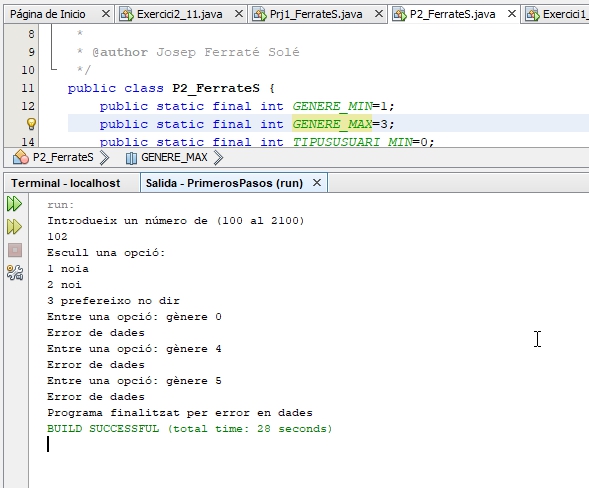 Página de Inicio Exercici2_11.java Prj1_FerrateS.java P2_FerrateS.java Exercici1_
8 *
9 * @author Josep Ferraté Solé
10 */
11 public class P2_FerrateS {
12 public static final int GENERE_MIN=1;
public static final int GENERE_MAX=3;
14 public static final int TIPUSUSUARI_MIN=0;
P2_FerrateS GENERE_MAX
Terminal - localhost Salida - PrimerosPasos (run)
run:
Introdueix un número de (100 al 2100)
102
Escull una opció:
1 noia
2 noi
3 prefereixo no dir
Entre una opció: gènere 0
Error de dades
Entre una opció: gènere 4
Error de dades
Entre una opció: gènere 5
Error de dades
Programa finalitzat per error en dades
BUILD SUCCESSFUL (total time: 28 seconds)